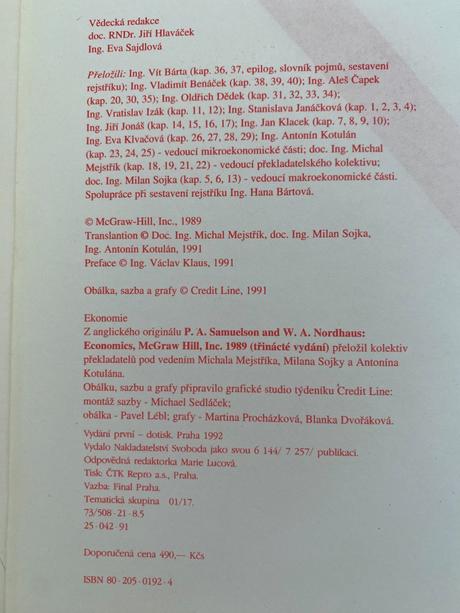 Vědecká redakce
doc. RNDr. Jiří Hlaváček
Ing. Eva Sajdlová
Přeložili: Ing. Vít Bárta (kap. 36, 37, epilog, slovník pojmů, sestavení
rejstříku); Ing. Vladimít Benáček (kap. 38, 39, 40); Ing. Aleš Čapek
(kap. 20, 30, 35); Ing. Oldřich Dědek (kap. 31, 32, 33, 34);
Ing. Vratislav Izák (kap. 11, 12); Ing. Stanislava Janáčková (kap. 1, 2, 3, 4);
Ing. Jiří Jonáš (kap. 14, 15, 16, 17); Ing. Jan Klacek (kap. 7, 8, 9, 10);
Ing. Eva Klvačová (kap. 26, 27, 28, 29); Ing. Antonín Kotulán
(kap. 23, 24, 25) - vedoucí mikroekonomické části; doc. Ing. Michal
Mejstřík (kap. 18, 19, 21, 22) - vedoucí překladatelského kolektivu;
doc. Ing. Milan Sojka (kap. 5, 6, 13) - vedoucí makroekonomické části.
Spolupráce při sestavení rejstříku Ing. Hana Bártová.
© McGraw-Hill, Inc., 1989
Translantion © Doc. Ing. Michal Mejstřík, doc. Ing. Milan Sojka,
Ing. Antonín Kotulán, 1991
Preface © Ing. Václav Klaus, 1991
Obálka, sazba a grafy © Credit Line, 1991
Ekonomie
Z anglického originálu P. A. Samuelson and W. A. Nordhaus:
Economics, McGraw Hill, Inc. 1989 (třinácté vydání) přeložil kolektiv
překladatelů pod vedením Michala Mejstříka, Milana Sojky a Antonína
Kotulána.
Obálku, sazbu a grafy připravilo grafické studio týdeníku Credit Line:
montáž sazby - Michael Sedláček;
obálka - Pavel Lébl; grafy - Martina Procházková, Blanka Dvořáková.
Vydání první – dotisk. Praha 1992
Vydalo Nakladatelství Svoboda jako svou 6 144/ 7 257/ publikaci.
Odpovědná redaktorka Marie Lucová.
Tisk: ČTK Repro a.s., Praha.
Vazba: Final Praha.
Tematická skupina 01/17.
73/508 - 21 - 8.5
25 - 042 - 91
Doporučená cena 490,— Kčs
ISBN 80 - 205 - 0192 - 4